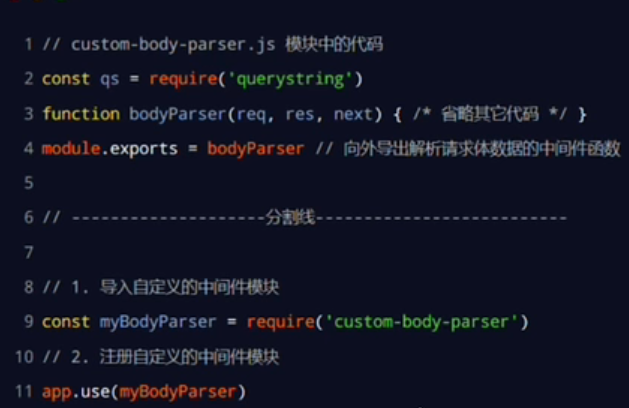 1 // custom-body-parser.js 模块中的代码
2 const qs = require('querystring')
3 function bodyParser(req, res, next) { /* 省略其它代码 */ }
4 module.exports = bodyParser // 向外导出解析请求体数据的中间件函数
5
6 // --------------------分割线--------------------------
7
8 // 1. 导入自定义的中间件模块
9 const myBodyParser = require('custom-body-parser')
10 // 2. 注册自定义的中间件模块
11 app.use(myBodyParser)